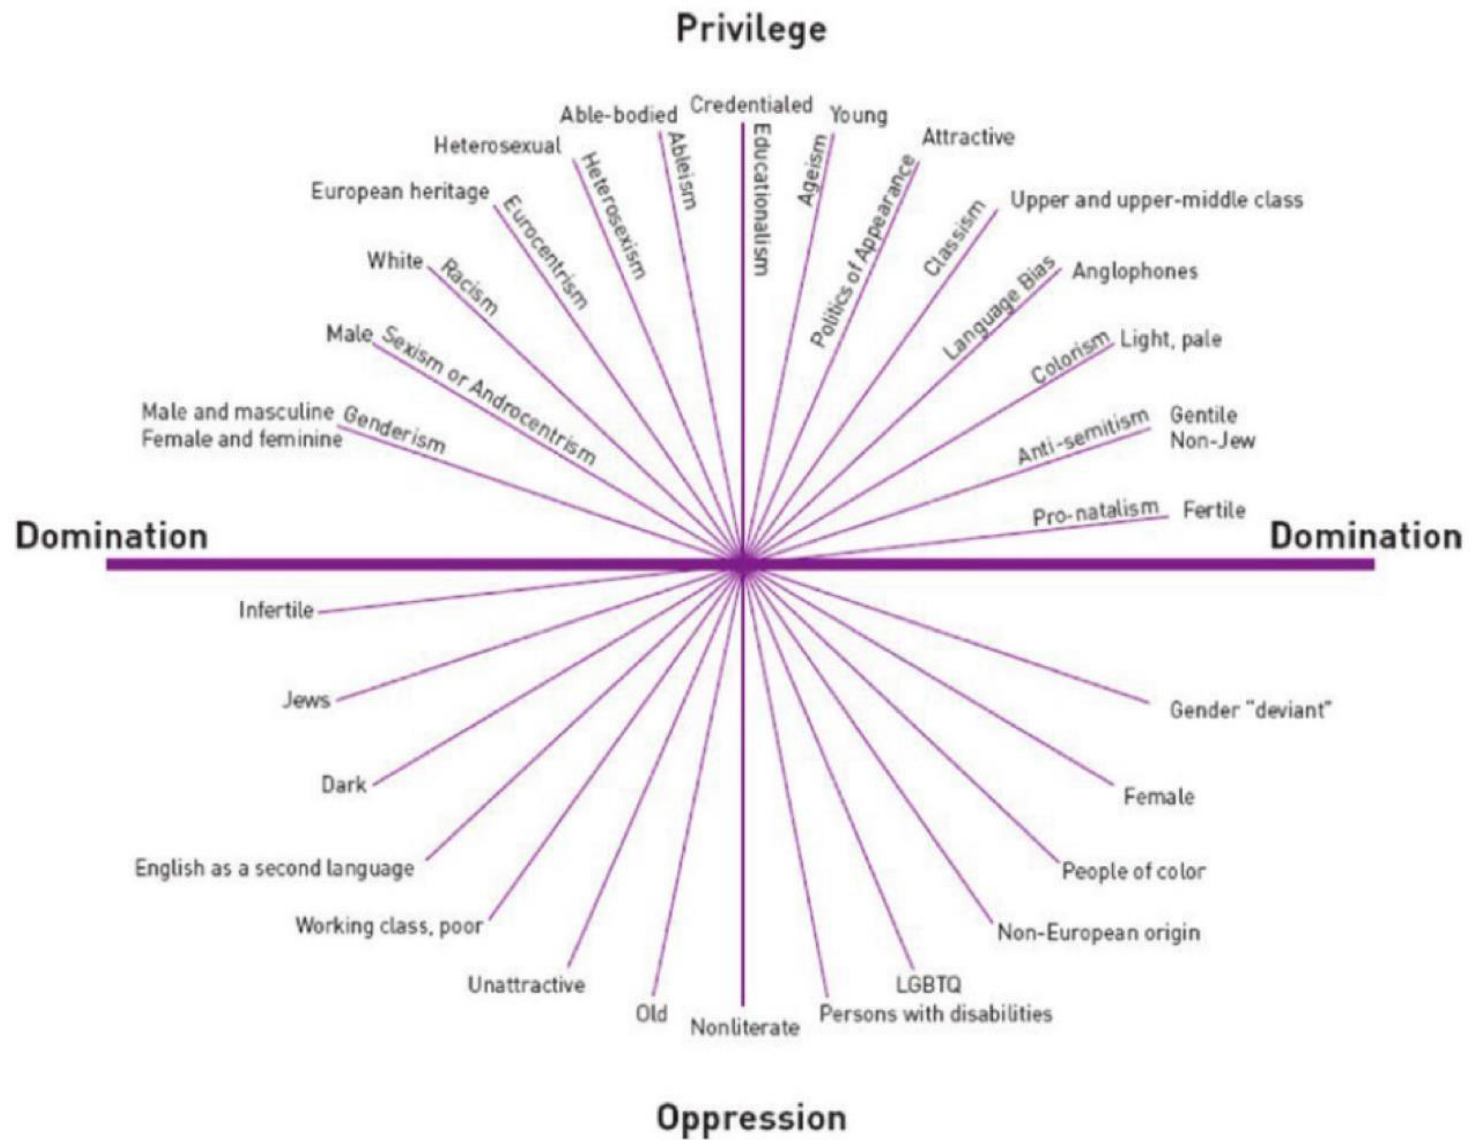 Privilege
Credentialed
Able-bodied
Young
Heterosexual
Attractive
European heritage
Upper and upper-middle class
White
Anglophones
Male
Light, pale
Male and masculine
Female and feminine
Gentile
Non-Jew
Fertile
Genderism
Sexism or Androcentrism
Racism
Eurocentrism
Heterosexism
Ableism
Educationalism
Ageism
Politics of Appearance
Classism
Language Bias
Colorism
Anti-semitism
Pro-natalism
Domination
Domination
Infertile
Jews
Gender "deviant"
Dark
Female
English as a second language
People of color
Working class, poor
Non-European origin
Unattractive
LGBTQ
Old
Nonliterate
Persons with disabilities
Oppression